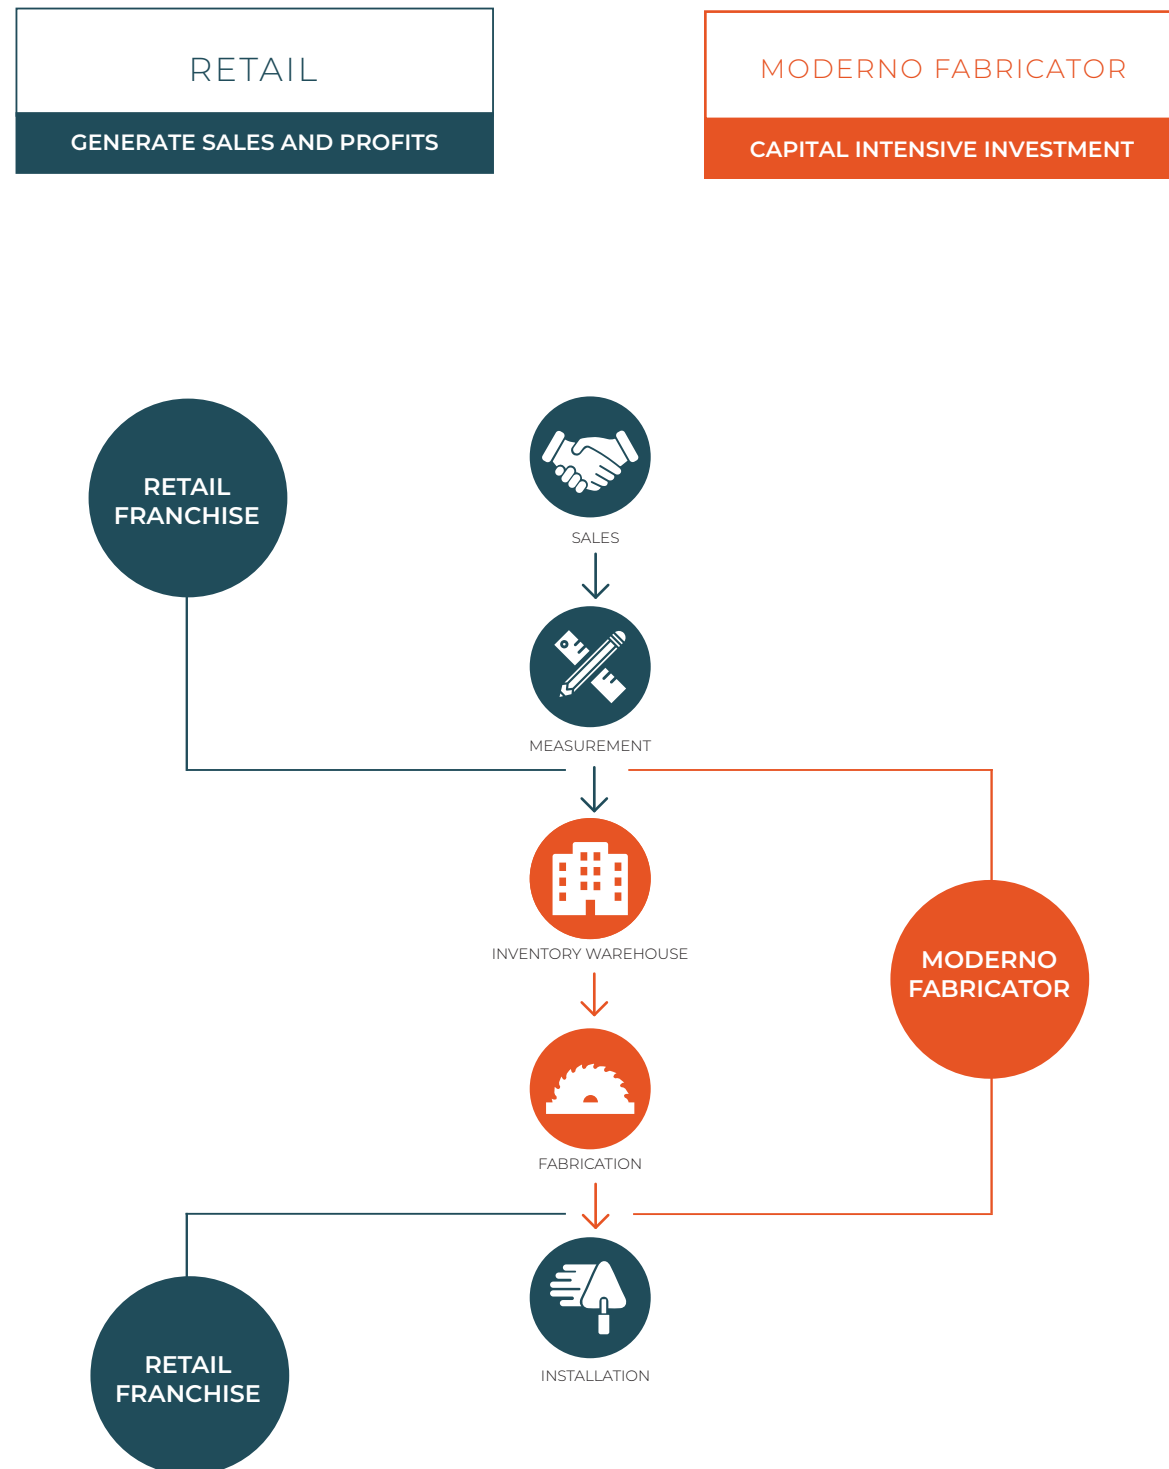 RETAIL
GENERATE SALES AND PROFITS
MODERNO FABRICATOR
CAPITAL INTENSIVE INVESTMENT
RETAIL
FRANCHISE
SALES
MEASUREMENT
INVENTORY WAREHOUSE
MODERNO
FABRICATOR
FABRICATION
RETAIL
FRANCHISE
INSTALLATION